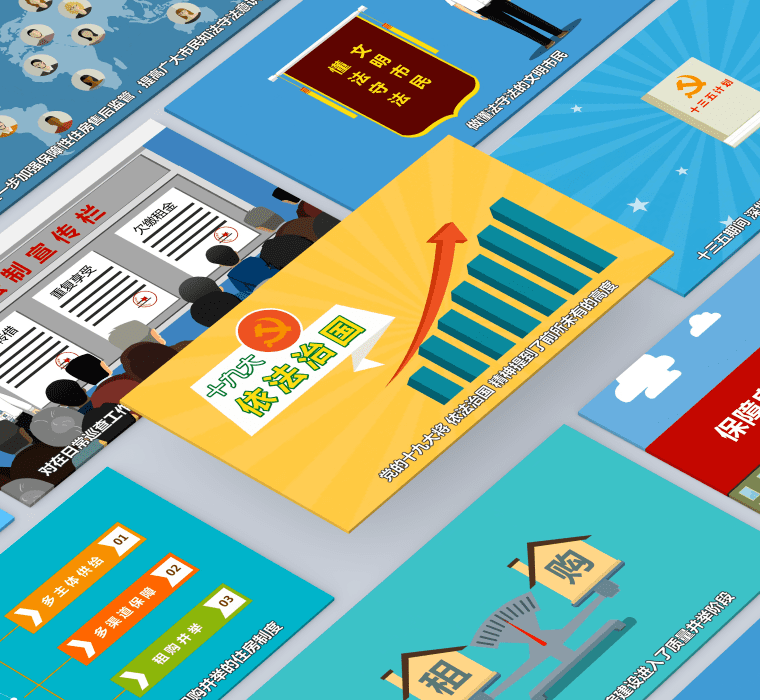 一步加强保障性住房售后监管，提高广大市民知法守法意识
文明市民
懂法守法
做懂法守法的文明市民
十三五计划
十三五期间 深圳
法制宣传栏
欠缴租金
重复享受
转借
对在日常巡查工作
十九大
依法治国
党的十九大将 依法治国 精神提到了前所未有的高度
保障
01
多主体供给
02
多渠道保障
03
租购并举
租购并举的住房制度
购
租
房建设进入了质量并举阶段